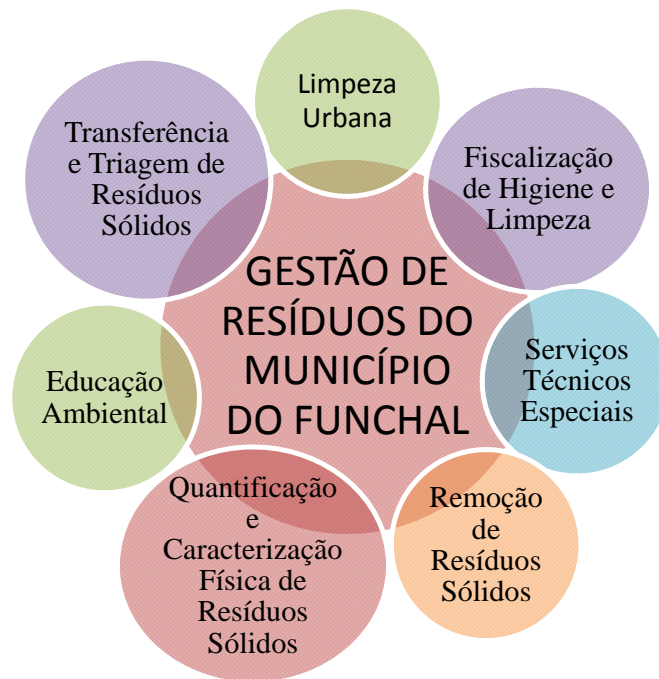 Limpeza
Urbana
Fiscalização
de Higiene e
Limpeza
Serviços
Técnicos
Especiais
Remoção
de
Resíduos
Sólidos
Quantificação
e
Caracterização
Física de
Resíduos
Sólidos
Educação
Ambiental
Transferência
e Triagem de
Resíduos
Sólidos
GESTÃO DE
RESÍDUOS DO
MUNICÍPIO
DO FUNCHAL